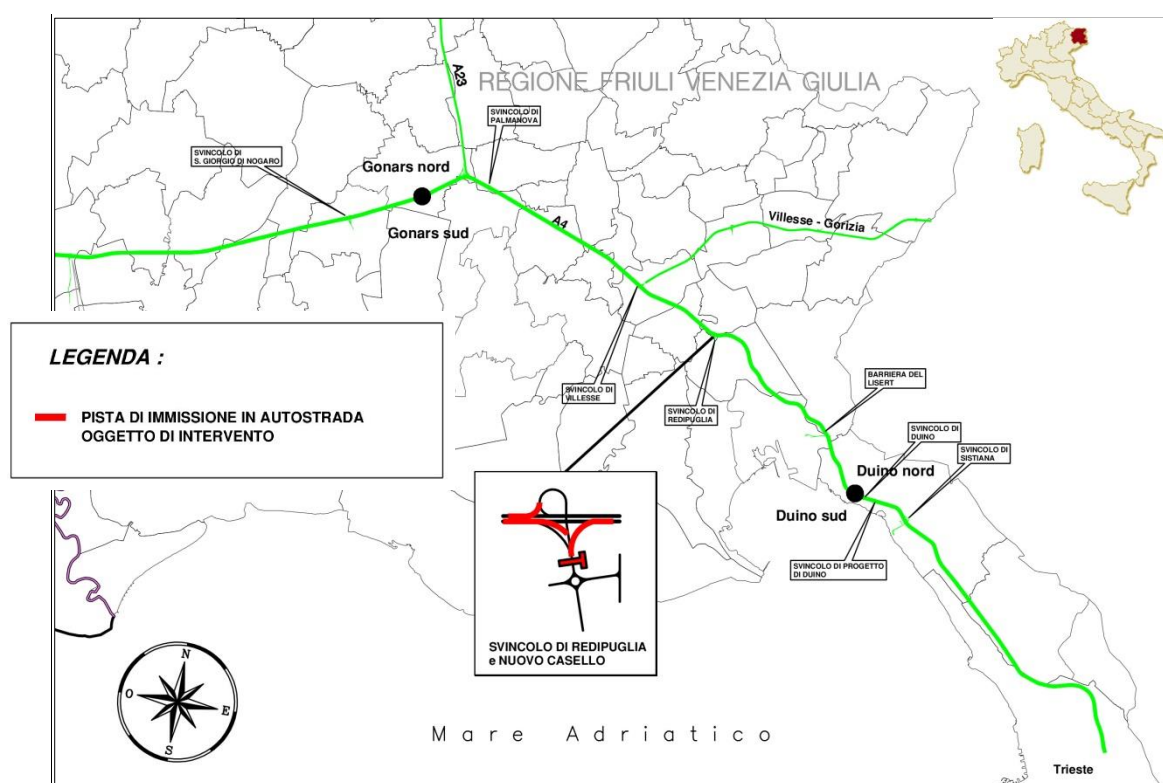 A23
REGIONE FRIULI VENEZIA GIULIA
SVINCOLO DI
PALMANOVA
SVINCOLO DI
S. GIORGIO DI NOGARO
Gonars nord
Gonars sud
A4
Villesse - Gorizia
LEGENDA :
PISTA DI IMMISSIONE IN AUTOSTRADA
OGGETTO DI INTERVENTO
SVINCOLO DI
VILLESSE
SVINCOLO DI
REDIPUGLIA
BARRIERA DEL
LISERT
SVINCOLO DI
DUINO
SVINCOLO DI
SISTIANA
Duino nord
Duino sud
SVINCOLO DI PROGETTO
DI DUINO
SVINCOLO DI REDIPUGLIA
e NUOVO CASELLO
N
O
E
S
Mare Adriatico
Trieste